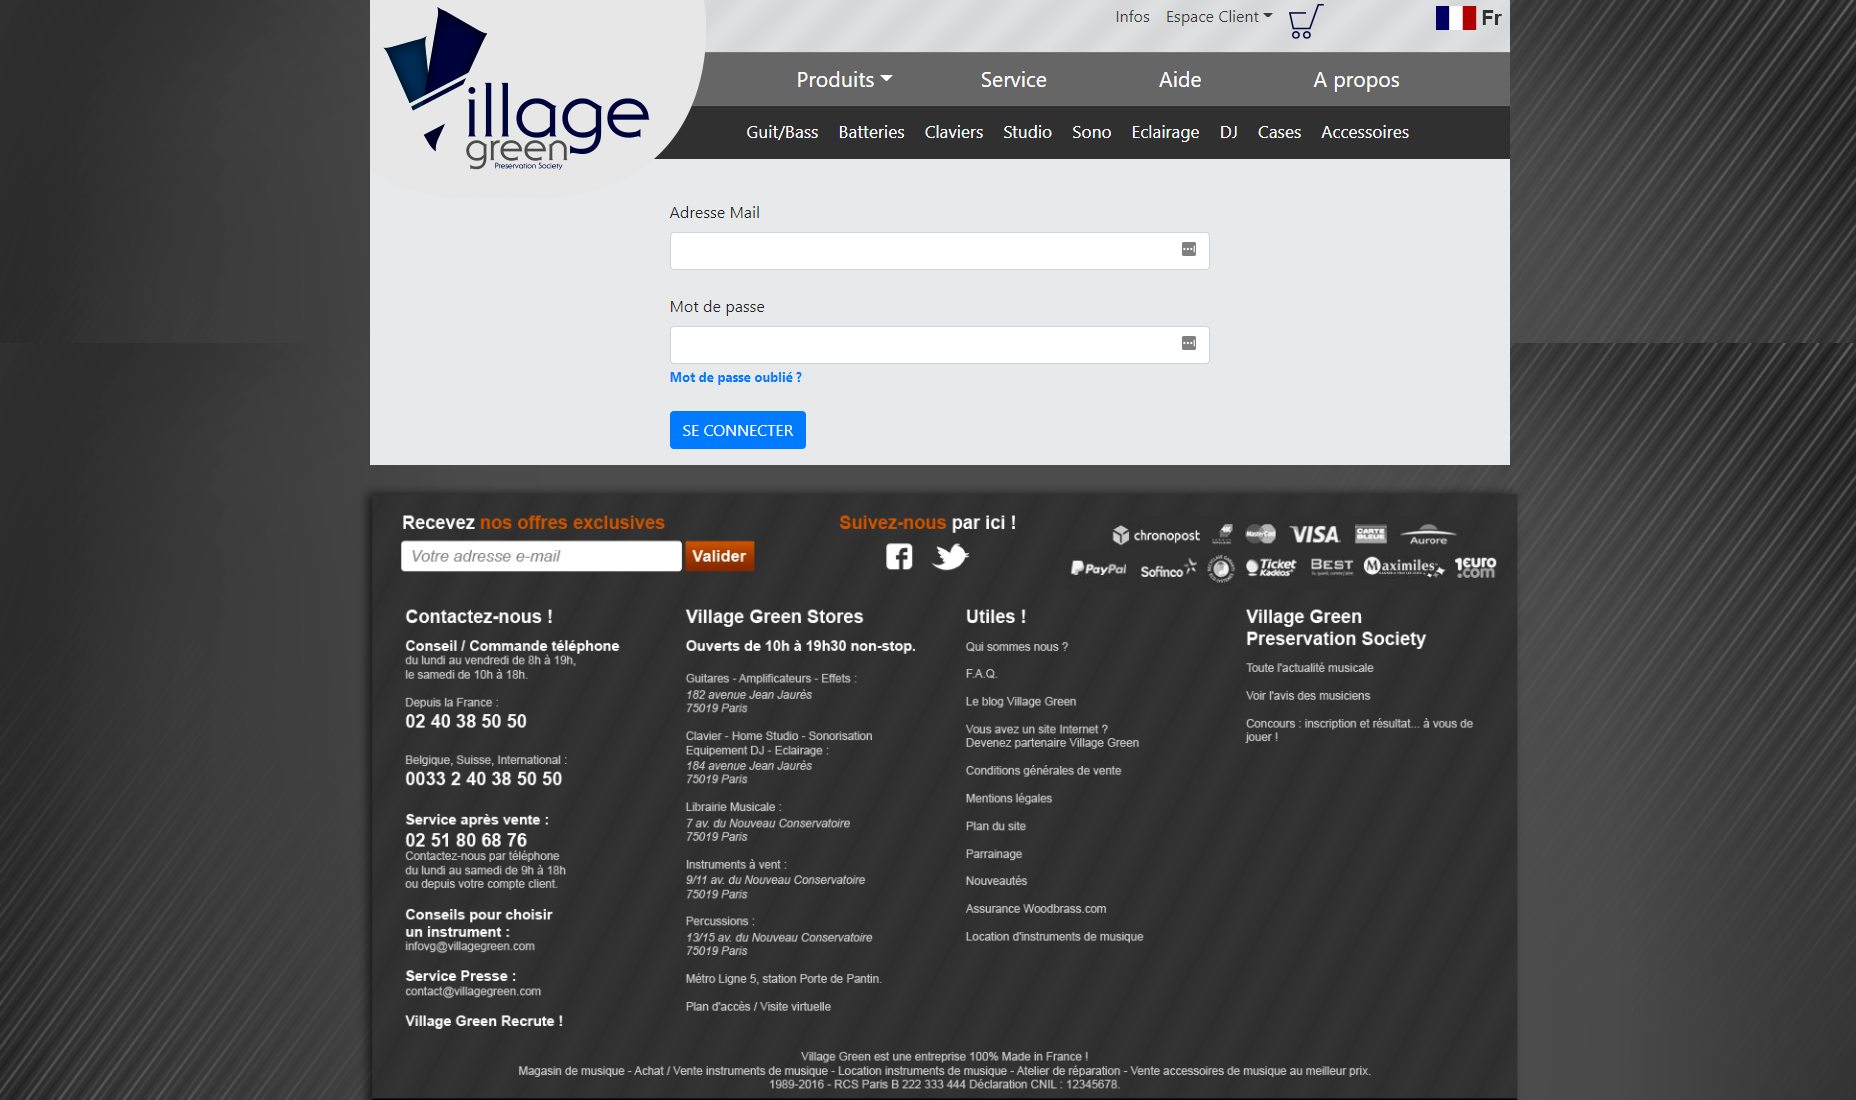 Infos Espace Client Fr
illage
green
Preservation Society
Produits Service Aide A propos
Guit/Bass Batteries Claviers Studio Sono Eclairage DJ Cases Accessoires
Adresse Mail
Mot de passe
Mot de passe oublié ?
SE CONNECTER
Recevez nos offres exclusives
Votre adresse e-mail Valider
Suivez-nous par ici !
chronopost MasterCard VISA CARTE BLEUE Aurore
PayPal Sofinco Ticket Kadéos BEST Maximiles 1euro.com
Contactez-nous !
Conseil / Commande téléphone
du lundi au vendredi de 8h à 19h,
le samedi de 10h à 18h.
Depuis la France :
02 40 38 50 50
Belgique, Suisse, International :
0033 2 40 38 50 50
Service après vente :
02 51 80 68 76
Contactez-nous par téléphone
du lundi au samedi de 9h à 18h
ou depuis votre compte client.
Conseils pour choisir
un instrument :
infovg@villagegreen.com
Service Presse :
contact@villagegreen.com
Village Green Recrute !
Village Green Stores
Ouverts de 10h à 19h30 non-stop.
Guitares - Amplificateurs - Effets :
182 avenue Jean Jaurès
75019 Paris
Clavier - Home Studio - Sonorisation
Equipement DJ - Eclairage :
184 avenue Jean Jaurès
75019 Paris
Librairie Musicale :
7 av. du Nouveau Conservatoire
75019 Paris
Instruments à vent :
9/11 av. du Nouveau Conservatoire
75019 Paris
Percussions :
13/15 av. du Nouveau Conservatoire
75019 Paris
Métro Ligne 5, station Porte de Pantin.
Plan d'accès / Visite virtuelle
Utiles !
Qui sommes nous ?
F.A.Q.
Le blog Village Green
Vous avez un site Internet ?
Devenez partenaire Village Green
Conditions générales de vente
Mentions légales
Plan du site
Parrainage
Nouveautés
Assurance Woodbrass.com
Location d'instruments de musique
Village Green
Preservation Society
Toute l'actualité musicale
Voir l'avis des musiciens
Concours : inscription et résultat... à vous de
jouer !
Village Green est une entreprise 100% Made in France !
Magasin de musique - Achat / Vente instruments de musique - Location instruments de musique - Atelier de réparation - Vente accessoires de musique au meilleur prix.
1989-2016 - RCS Paris B 222 333 444 Déclaration CNIL : 12345678.